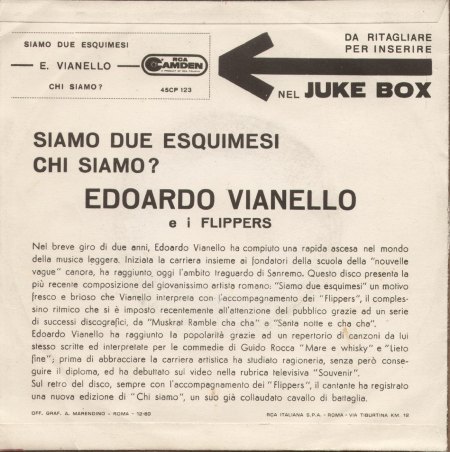 SIAMO DUE ESQUIMESI
E. VIANELLO
CHI SIAMO?
RCA
CAMDEN
45CP 123
DA RITAGLIARE
PER INSERIRE
NEL JUKE BOX
SIAMO DUE ESQUIMESI
CHI SIAMO?
EDOARDO VIANELLO
e i FLIPPERS
Nel breve giro di due anni, Edoardo Vianello ha compiuto una rapida ascesa nel mondo
della musica leggera. Iniziata la carriera insieme ai fondatori della scuola della "nouvelle
vague" canora, ha raggiunto oggi l'ambito traguardo di Sanremo. Questo disco presenta la
più recente composizione del giovanissimo artista romano: "Siamo due esquimesi" un motivo
fresco e brioso che Vianello interpreta con l'accompagnamento dei "Flippers", il comples-
sino ritmico che si è imposto recentemente all'attenzione del pubblico grazie ad un serie
di successi discografici, da "Muskrat Ramble cha cha" a "Santa notte e cha cha".
Edoardo Vianello ha raggiunto la popolarità grazie ad un repertorio di canzoni da lui
stesso scritte ed interpretate per le commedie di Guido Rocca "Mare e whisky" e "Lieto
fine"; prima di abbracciare la carriera artistica ha studiato ragioneria, senza però conse-
guire il diploma, ed ha debuttato sul video nella rubrica televisiva "Souvenir".
Sul retro del disco, sempre con l'accompagnamento dei "Flippers", il cantante ha registrato
una nuova edizione di "Chi siamo", un suo già collaudato cavallo di battaglia.
OFF. GRAF. A. MARENDINO - ROMA - 12-60
RCA ITALIANA S.P.A. - ROMA - VIA TIBURTINA KM. 12